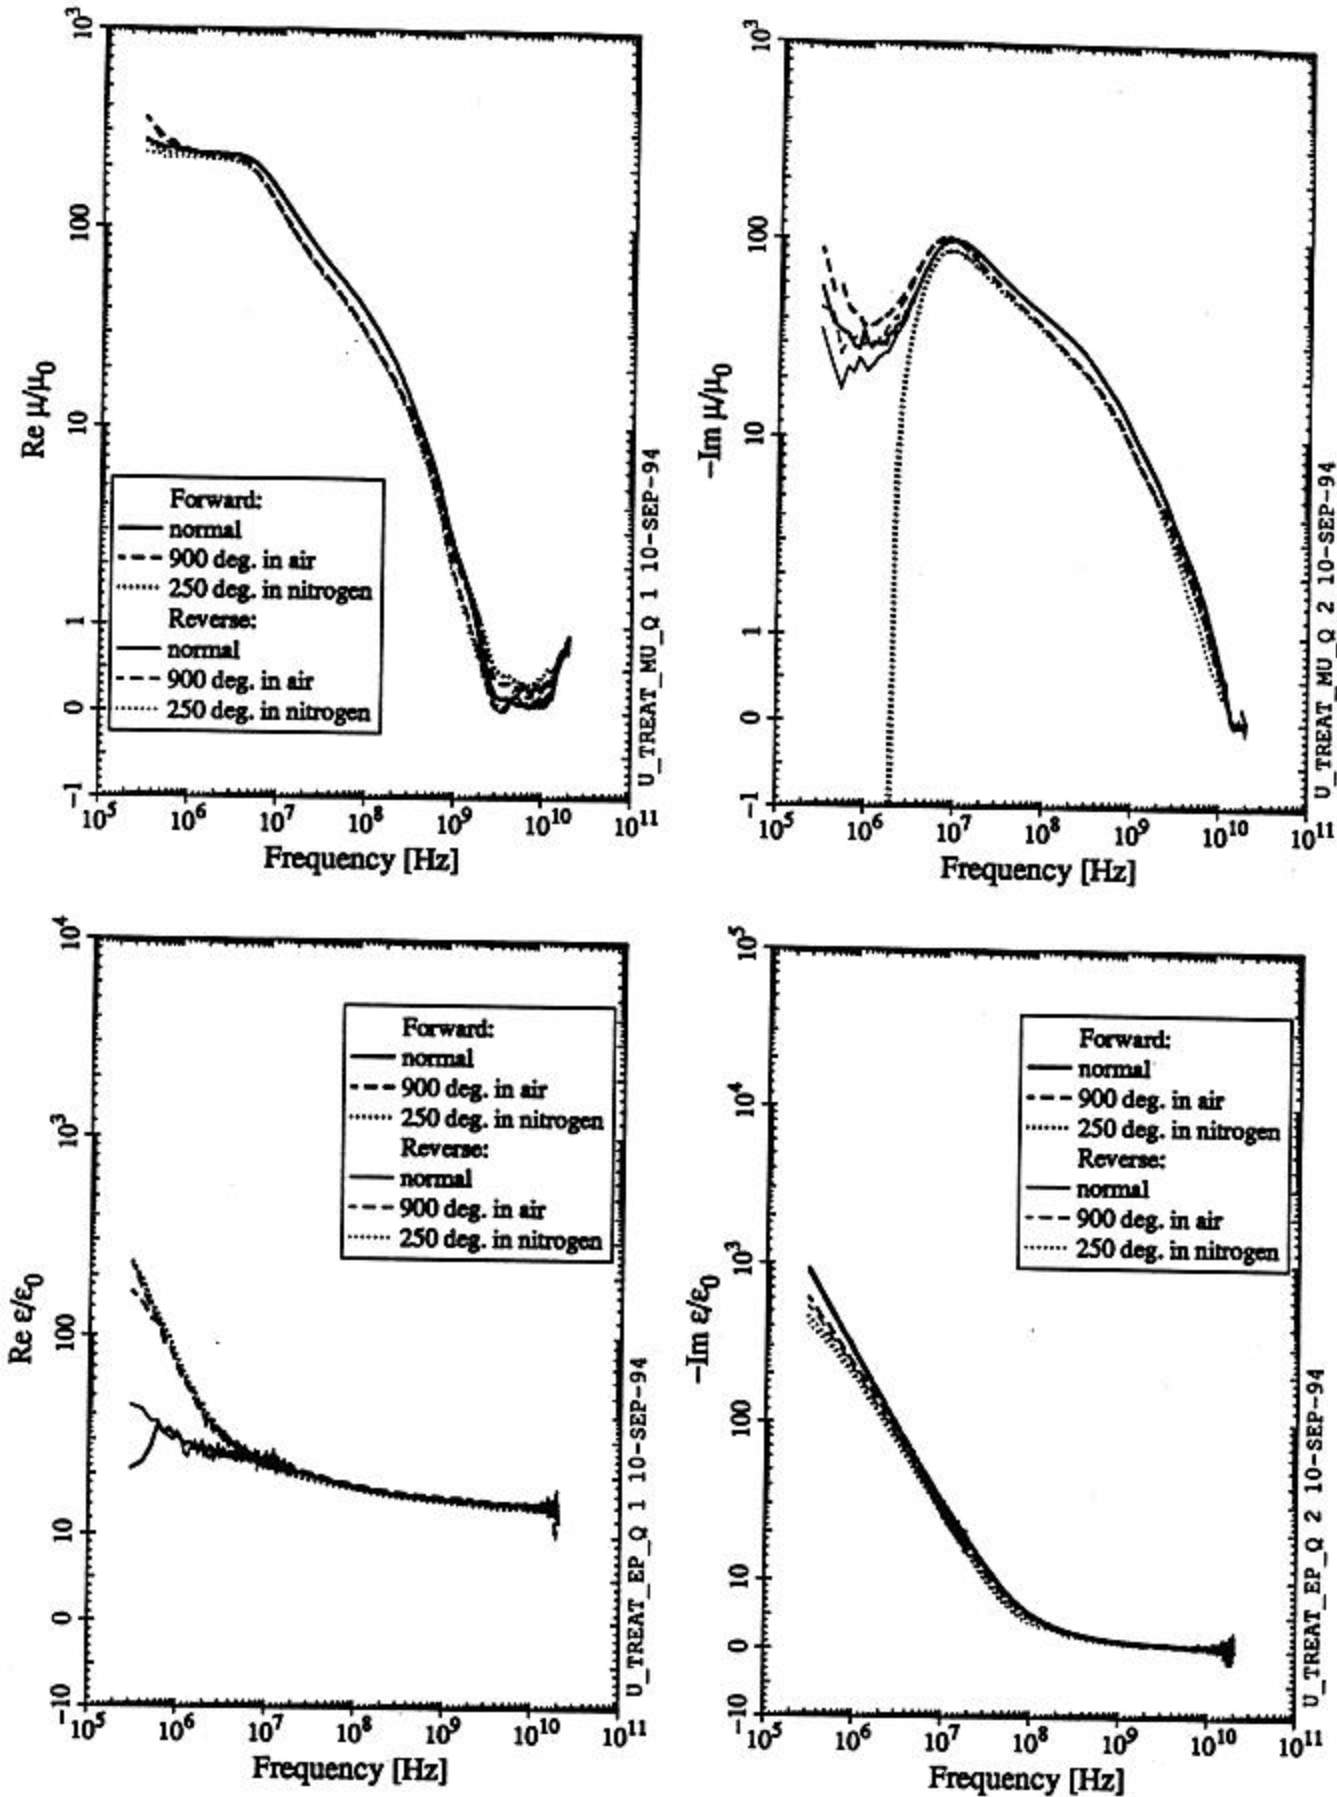 10³
100
10
1
0
-1
Re μ/μ₀
Forward:
normal
900 deg. in air
250 deg. in nitrogen
Reverse:
normal
900 deg. in air
250 deg. in nitrogen
10⁵ 10⁶ 10⁷ 10⁸ 10⁹ 10¹⁰ 10¹¹
Frequency [Hz]
U_TREAT_MU_Q 1 10-SEP-94
10³
100
10
1
0
-1
-Im μ/μ₀
10⁵ 10⁶ 10⁷ 10⁸ 10⁹ 10¹⁰ 10¹¹
Frequency [Hz]
U_TREAT_MU_Q 2 10-SEP-94
10⁴
10³
100
10
0
-10
Re ε/ε₀
Forward:
normal
900 deg. in air
250 deg. in nitrogen
Reverse:
normal
900 deg. in air
250 deg. in nitrogen
10⁵ 10⁶ 10⁷ 10⁸ 10⁹ 10¹⁰ 10¹¹
Frequency [Hz]
U_TREAT_EP_Q 1 10-SEP-94
10⁵
10⁴
10³
100
10
0
-10
-Im ε/ε₀
Forward:
normal
900 deg. in air
250 deg. in nitrogen
Reverse:
normal
900 deg. in air
250 deg. in nitrogen
10⁵ 10⁶ 10⁷ 10⁸ 10⁹ 10¹⁰ 10¹¹
Frequency [Hz]
U_TREAT_EP_Q 2 10-SEP-94